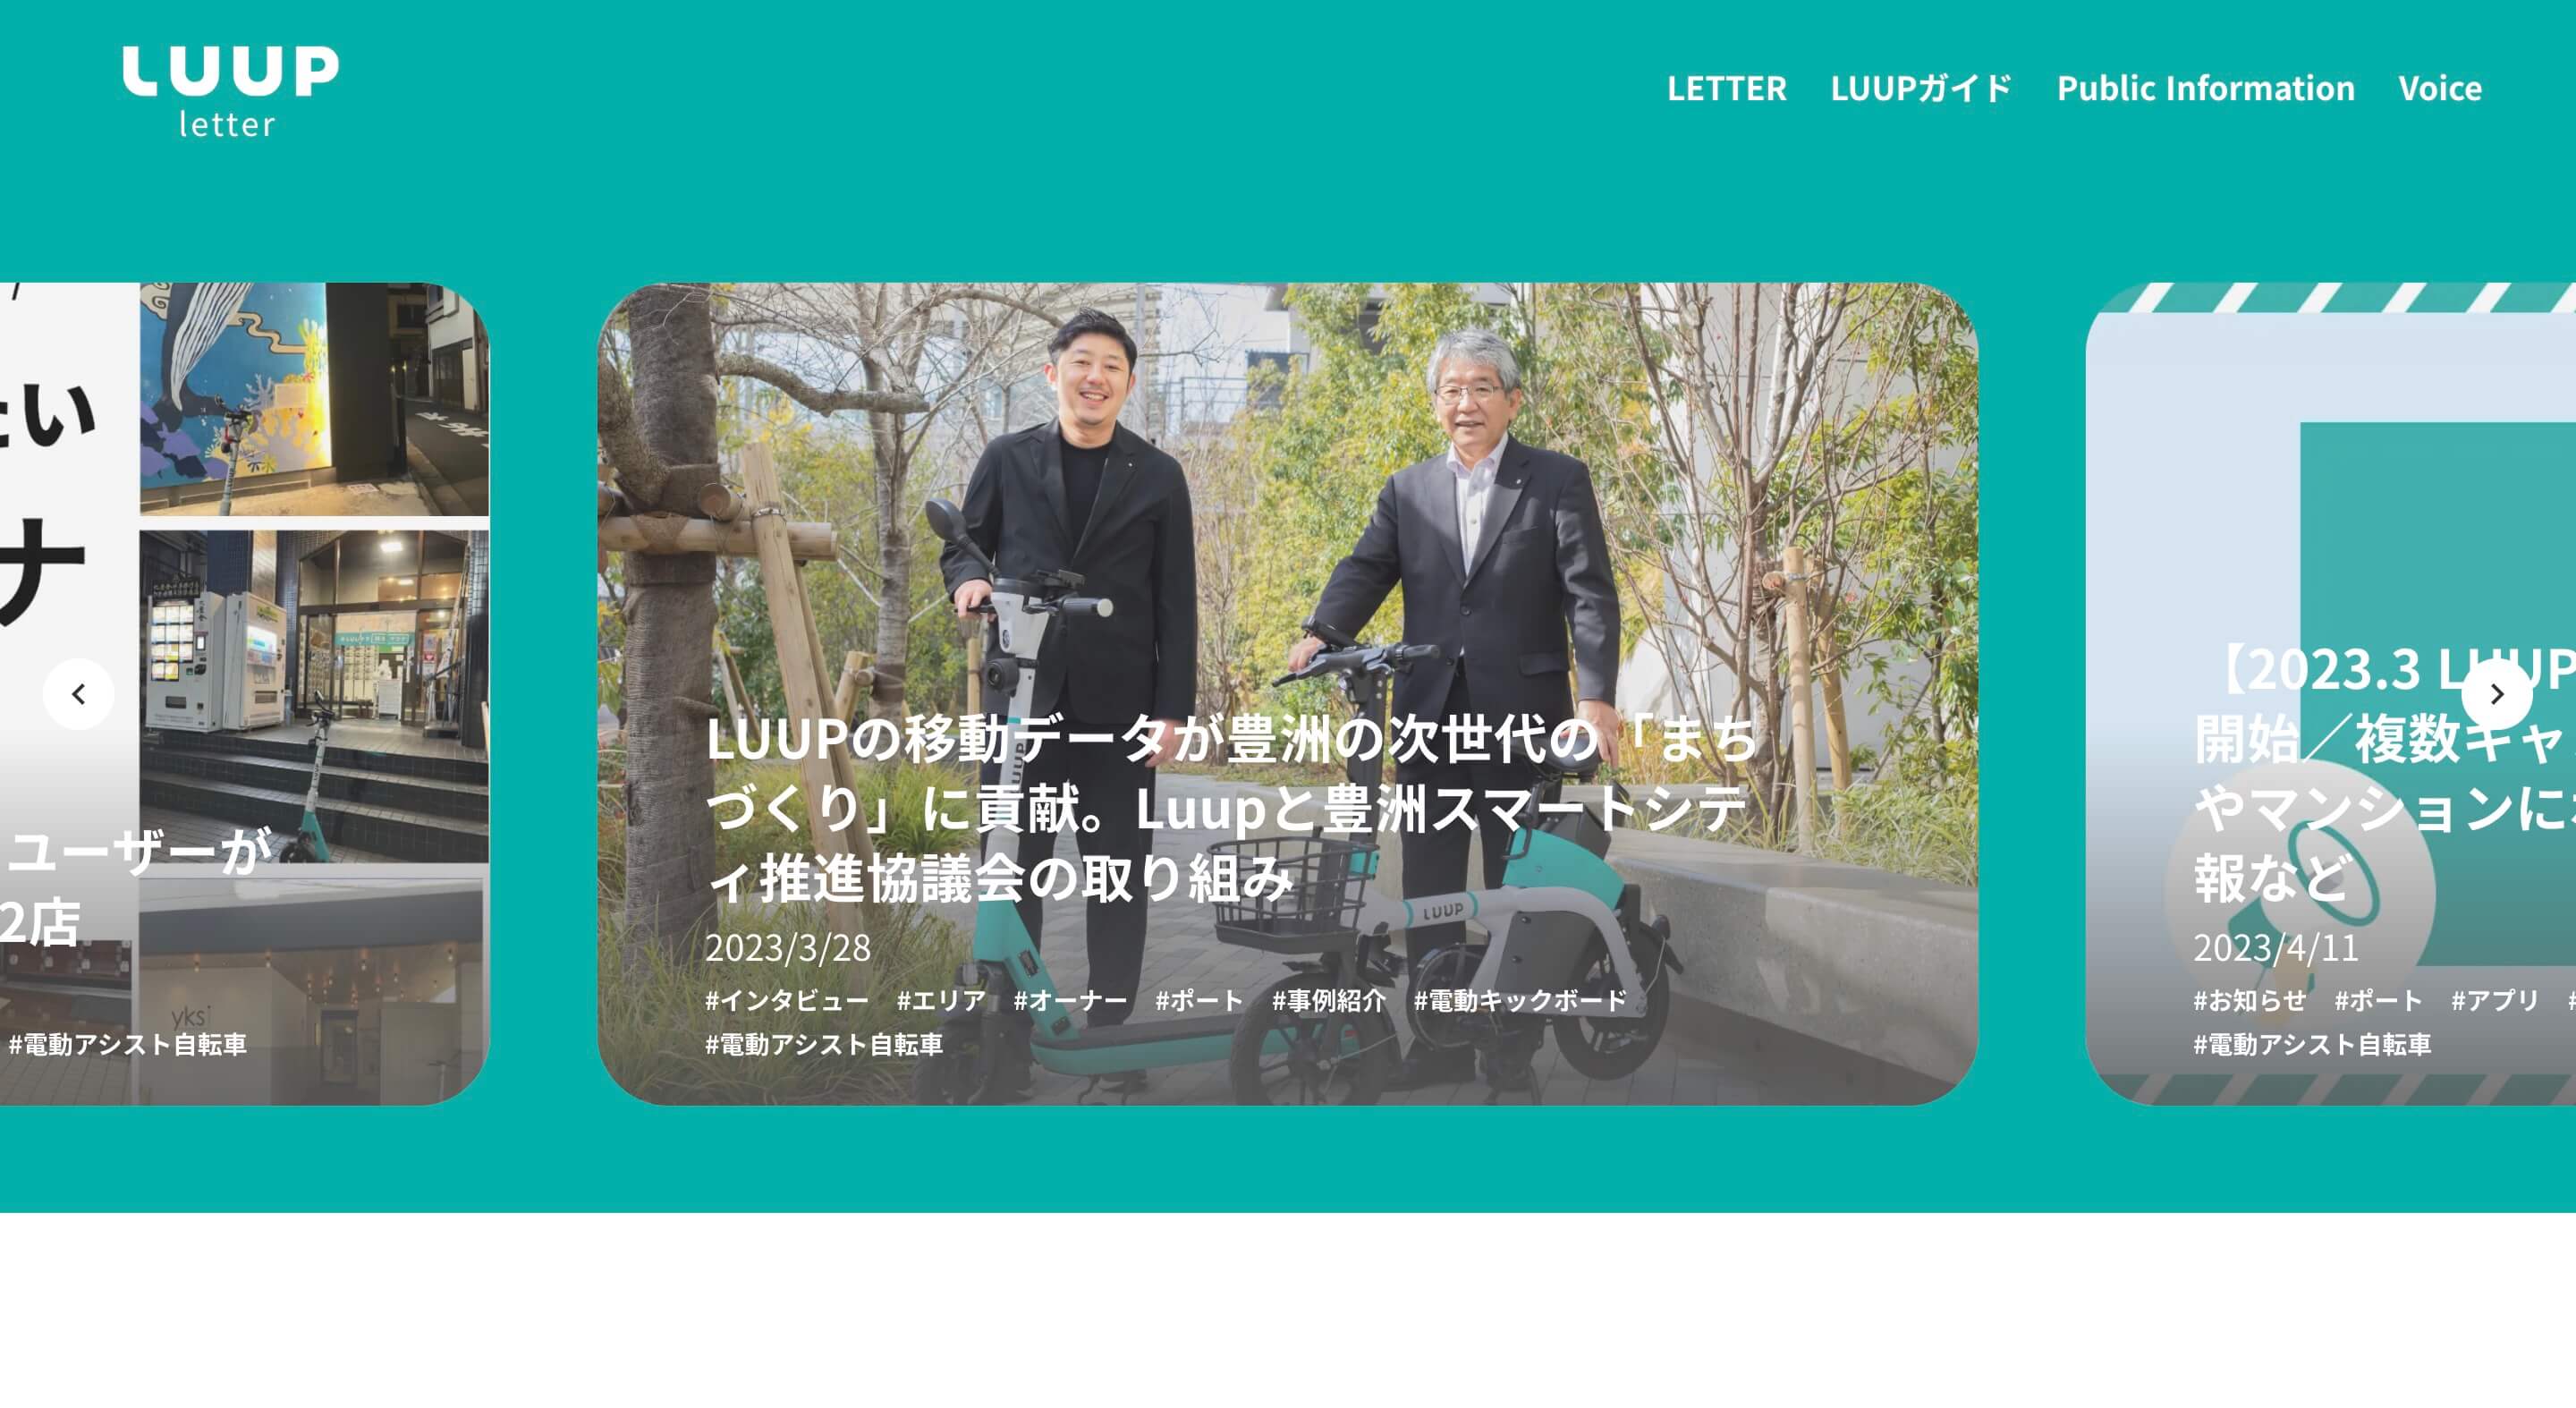 LUUP
letter
LETTER LUUPガイド Public Information Voice
たい
ナ
ユーザーが
2店
#電動アシスト自転車
yksi
LUUPの移動データが豊洲の次世代の「まち
づくり」に貢献。Luupと豊洲スマートシテ
ィ推進協議会の取り組み
2023/3/28
#インタビュー #エリア #オーナー #ポート #事例紹介 #電動キックボード
#電動アシスト自転車
LUUP
LUUP
【2023.3 LUUP
開始／複数キャ
やマンションに
報など
2023/4/11
#お知らせ #ポート #アプリ #
#電動アシスト自転車